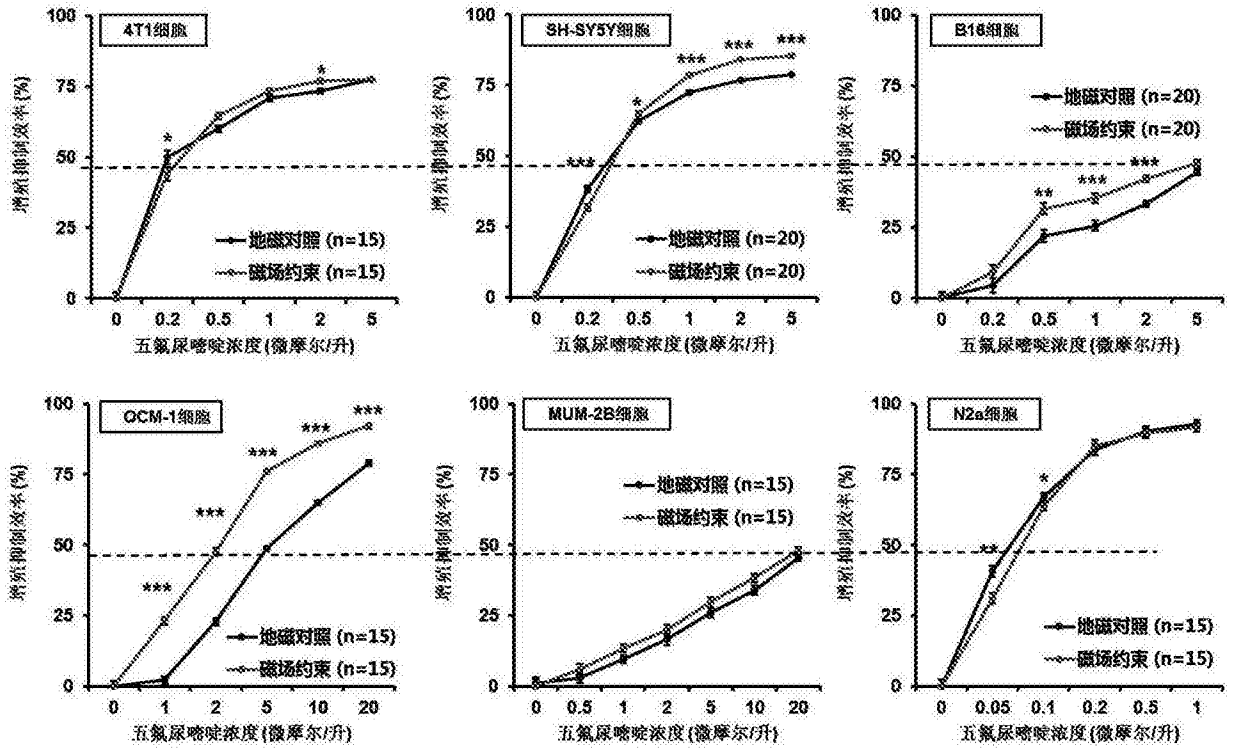 4T1细胞
100
75
50
25
0
增殖抑制效率(%)
*
*
地磁对照 (n=15)
磁场约束 (n=15)
0 0.2 0.5 1 2 5
五氟尿嘧啶浓度(微摩尔/升)
SH-SY5Y细胞
100
75
50
25
0
增殖抑制效率(%)
***
*
***
***
***
地磁对照 (n=20)
磁场约束 (n=20)
0 0.2 0.5 1 2 5
五氟尿嘧啶浓度(微摩尔/升)
B16细胞
100
75
50
25
0
增殖抑制效率(%)
地磁对照 (n=20)
磁场约束 (n=20)
**
***
***
0 0.2 0.5 1 2 5
五氟尿嘧啶浓度(微摩尔/升)
OCM-1细胞
100
75
50
25
0
增殖抑制效率(%)
***
***
***
***
***
地磁对照 (n=15)
磁场约束 (n=15)
0 1 2 5 10 20
五氟尿嘧啶浓度(微摩尔/升)
MUM-2B细胞
100
75
50
25
0
增殖抑制效率(%)
地磁对照 (n=15)
磁场约束 (n=15)
0 0.5 1 2 5 10 20
五氟尿嘧啶浓度(微摩尔/升)
N2a细胞
100
75
50
25
0
增殖抑制效率(%)
**
*
地磁对照 (n=15)
磁场约束 (n=15)
0 0.05 0.1 0.2 0.5 1
五氟尿嘧啶浓度(微摩尔/升)